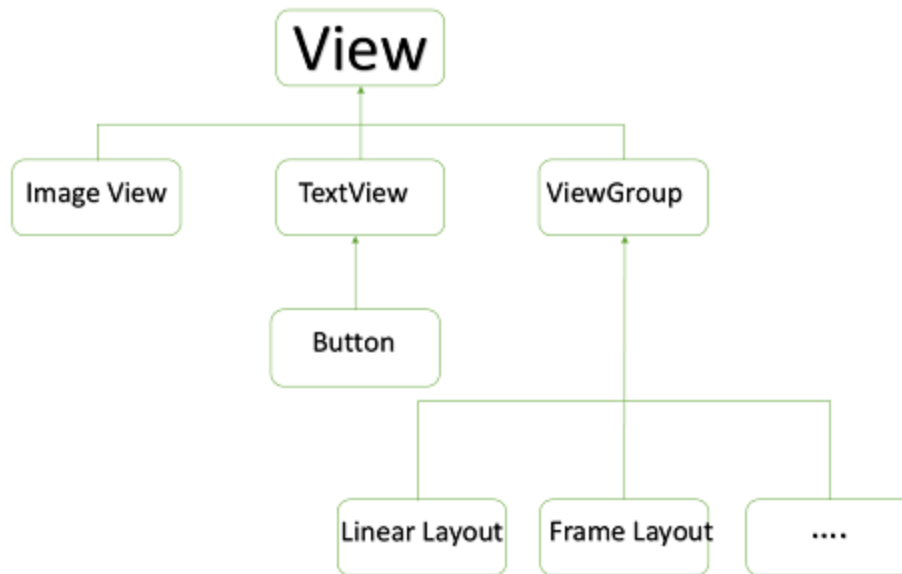 View
Image View
TextView
ViewGroup
Button
Linear Layout
Frame Layout
....